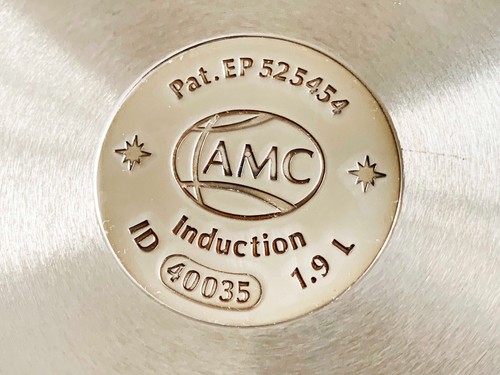 Pat. EP 525454
AMC
Induction
ID 40035 1.9 L